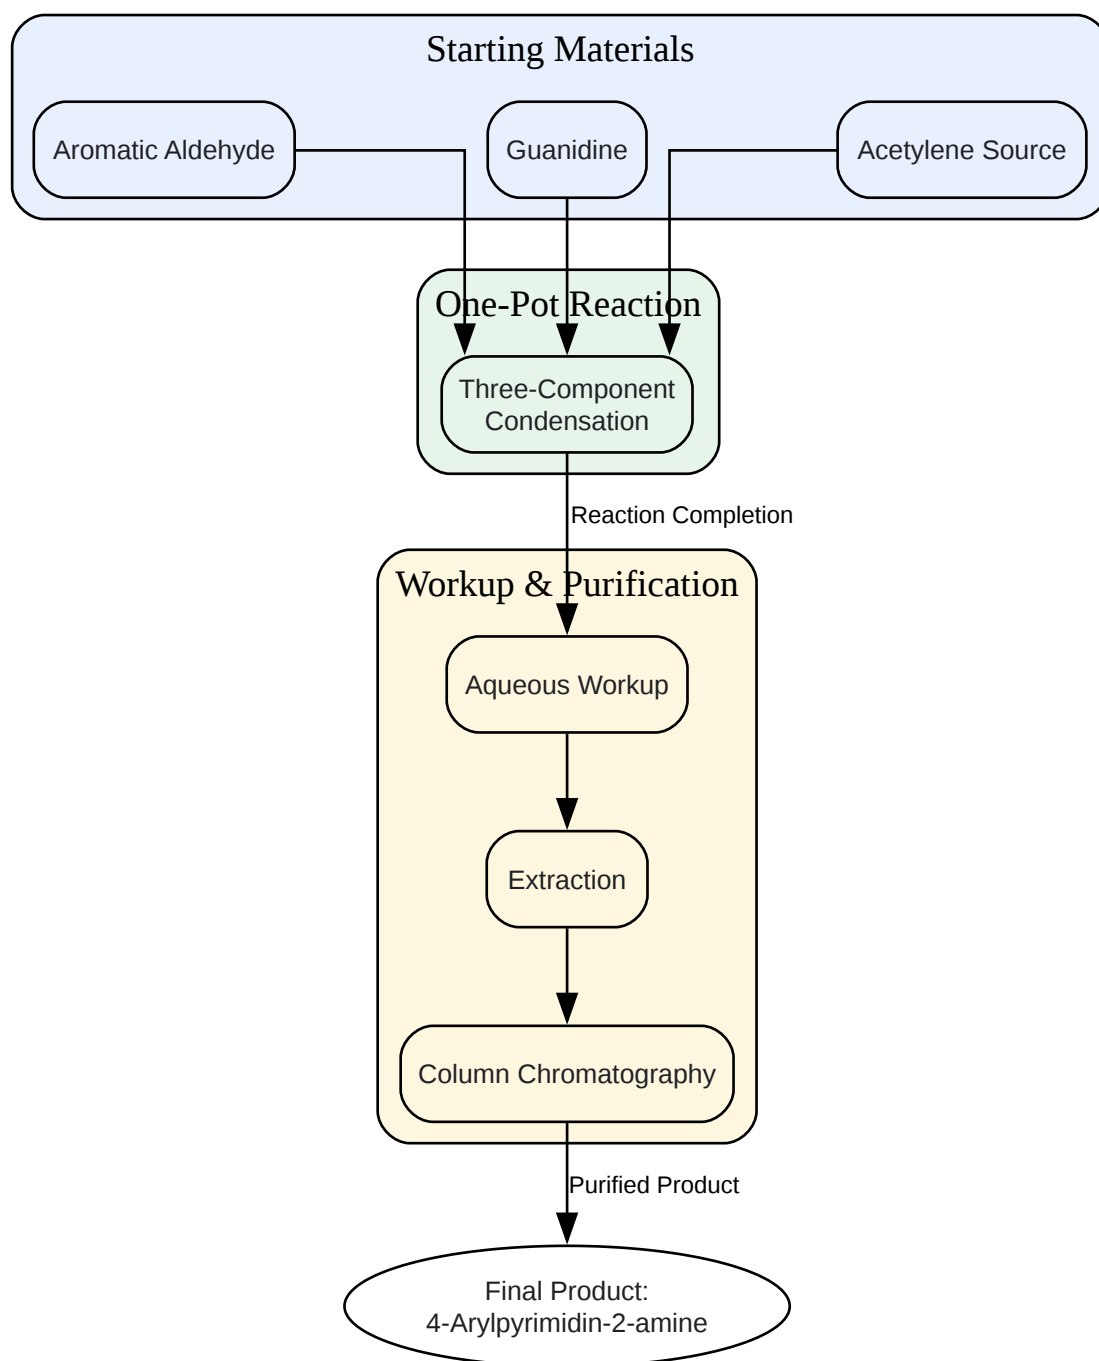 Starting Materials
Aromatic Aldehyde
Guanidine
Acetylene Source
One-Pot Reaction
Three-Component
Condensation
Reaction Completion
Workup & Purification
Aqueous Workup
Extraction
Column Chromatography
Purified Product
Final Product:
4-Arylpyrimidin-2-amine